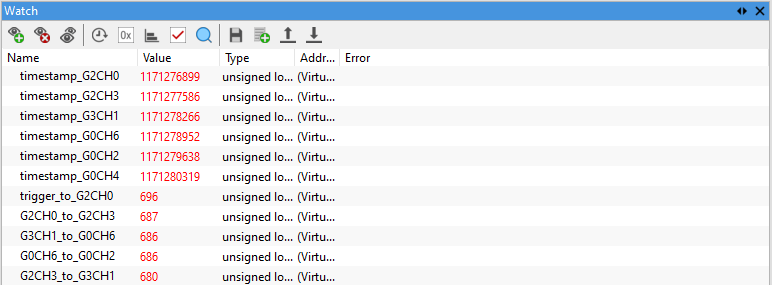 Watch
0x
Name Value Type Addr... Error
timestamp_G2CH0 1171276899 unsigned lo... (Virtu...
timestamp_G2CH3 1171277586 unsigned lo... (Virtu...
timestamp_G3CH1 1171278266 unsigned lo... (Virtu...
timestamp_G0CH6 1171278952 unsigned lo... (Virtu...
timestamp_G0CH2 1171279638 unsigned lo... (Virtu...
timestamp_G0CH4 1171280319 unsigned lo... (Virtu...
trigger_to_G2CH0 696 unsigned lo... (Virtu...
G2CH0_to_G2CH3 687 unsigned lo... (Virtu...
G3CH1_to_G0CH6 686 unsigned lo... (Virtu...
G0CH6_to_G0CH2 686 unsigned lo... (Virtu...
G2CH3_to_G3CH1 680 unsigned lo... (Virtu...